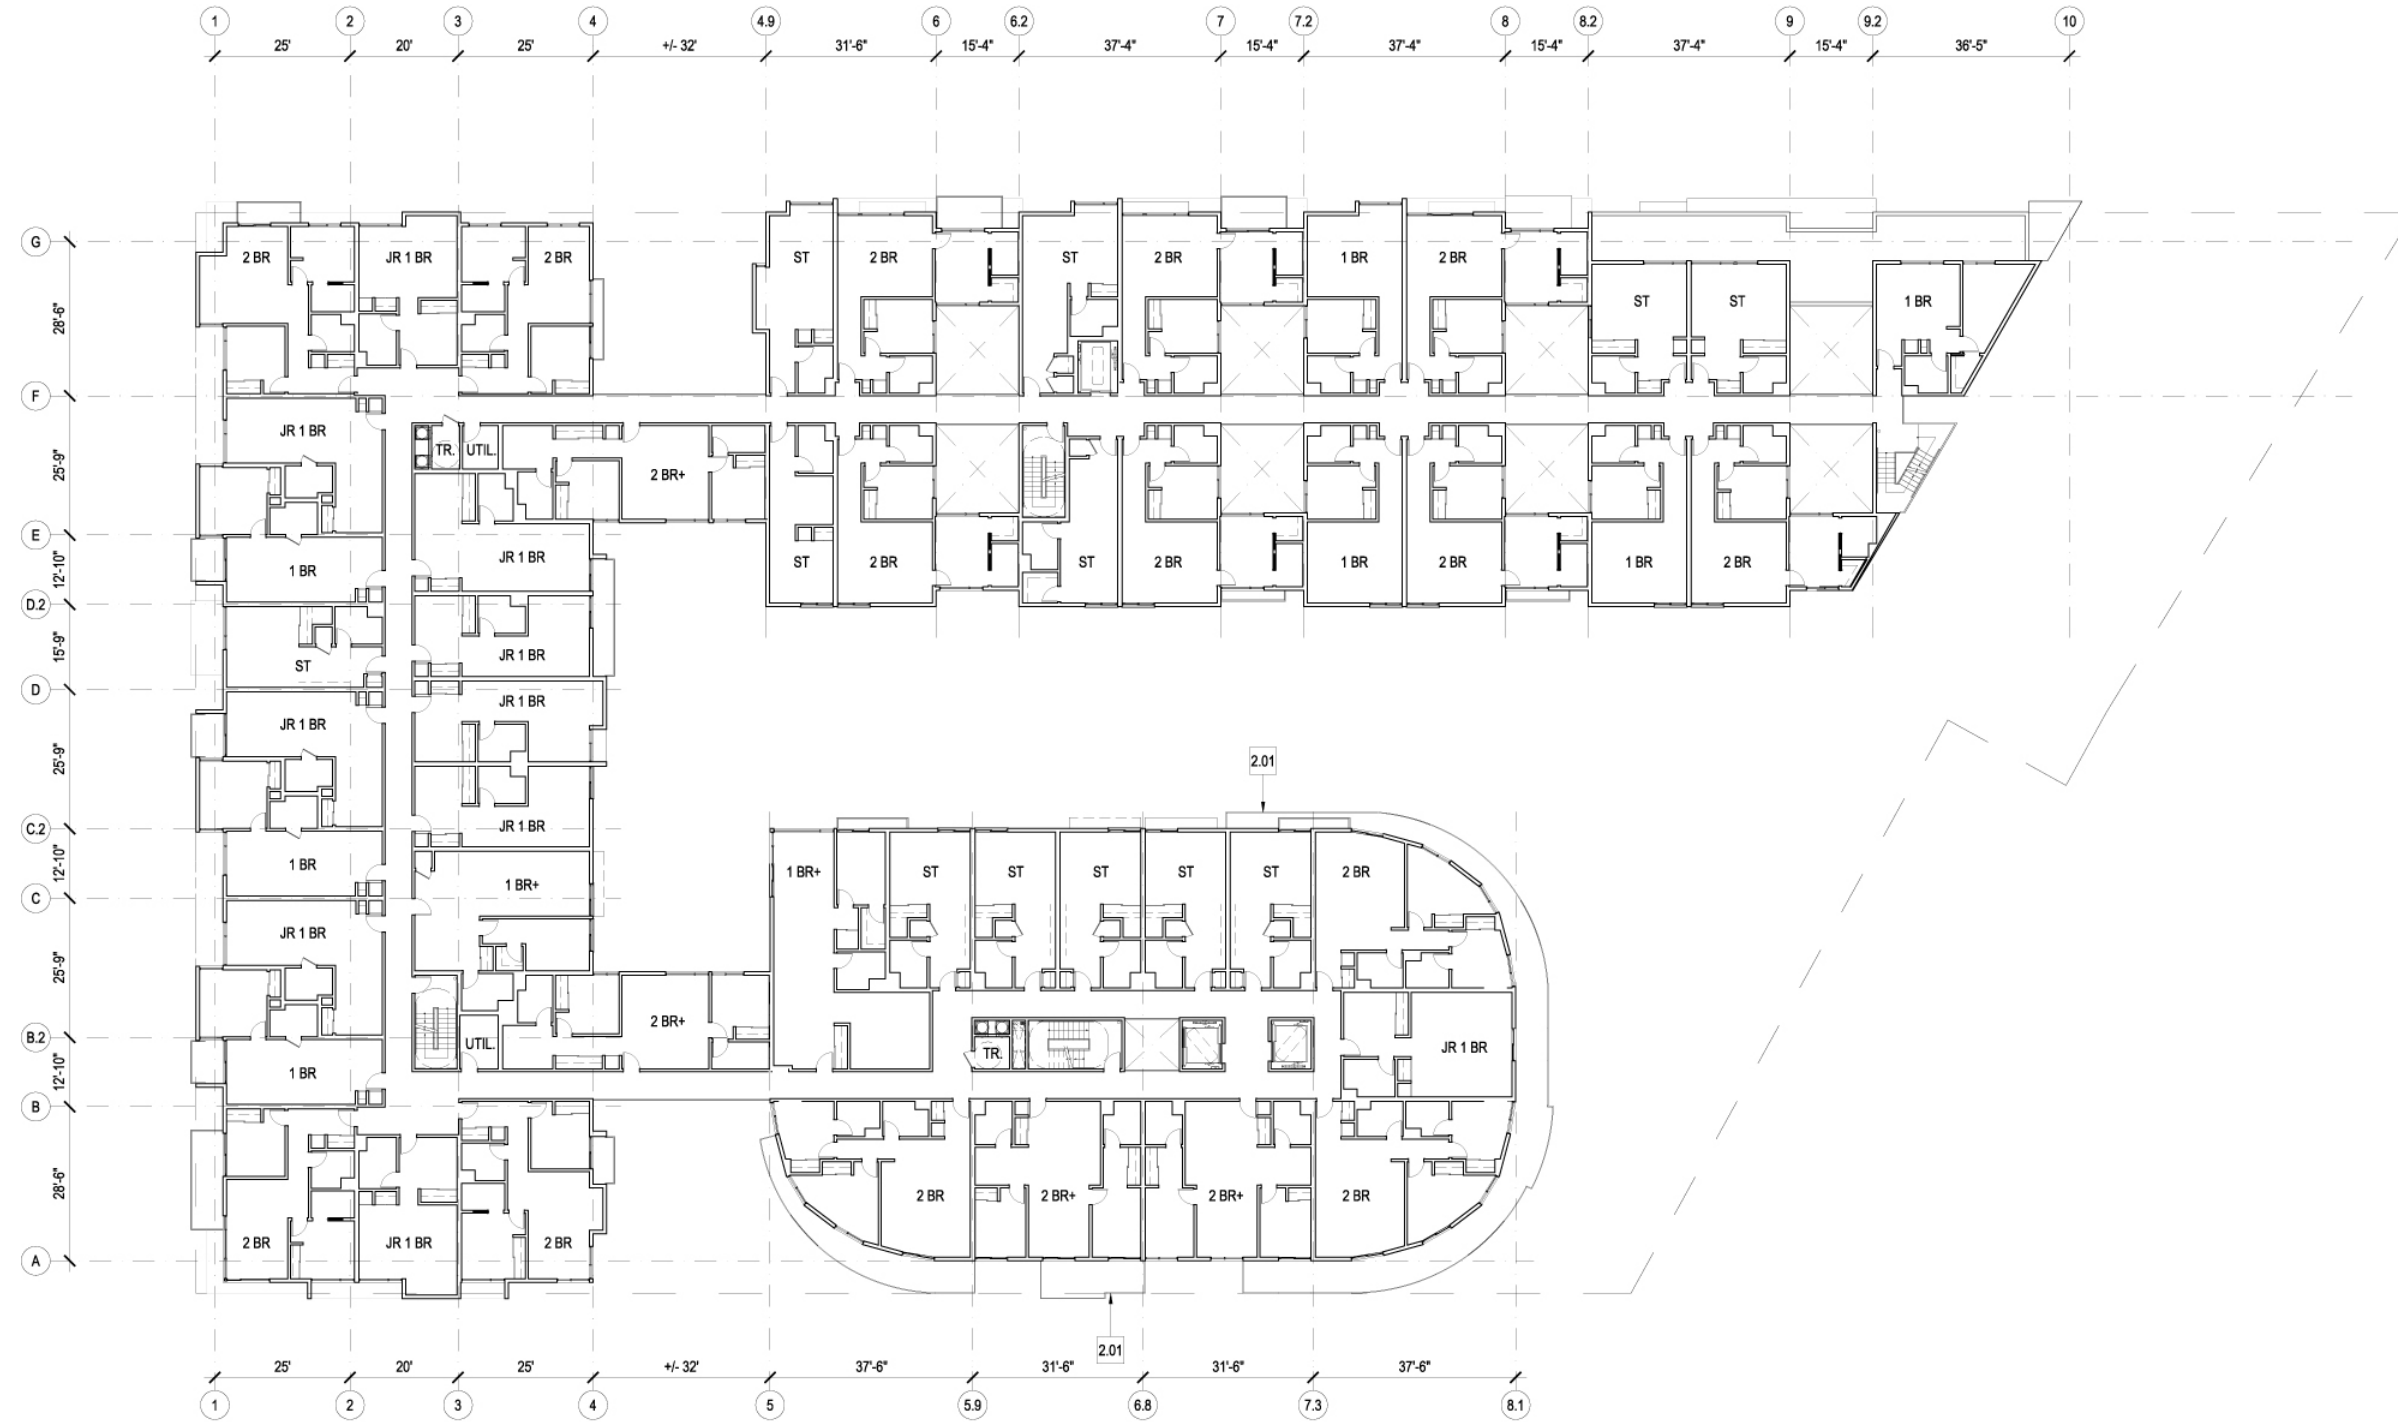 1 2 3 4 4.9 6 6.2 7 7.2 8 8.2 9 9.2 10
25' 20' 25' +/- 32' 31'-6" 15'-4" 37'-4" 15'-4" 37'-4" 15'-4" 37'-4" 15'-4" 36'-5"
G
2 BR JR 1 BR 2 BR ST 2 BR ST 2 BR 1 BR 2 BR
ST ST 1 BR
28'-6"
F
JR 1 BR
TR. UTIL.
25'-9"
2 BR+
E
JR 1 BR
1 BR
ST 2 BR ST 2 BR 1 BR 2 BR 1 BR 2 BR
12'-10"
D.2
15'-9"
JR 1 BR
ST
D
JR 1 BR
JR 1 BR
25'-9"
2.01
C.2
JR 1 BR
1 BR
12'-10"
1 BR+
1 BR+ ST ST ST ST ST 2 BR
C
JR 1 BR
25'-9"
2 BR+
B.2
UTIL.
TR.
JR 1 BR
1 BR
12'-10"
B
28'-6"
2 BR 2 BR+ 2 BR+ 2 BR
2 BR JR 1 BR 2 BR
A
2.01
25' 20' 25' +/- 32' 37'-6" 31'-6" 31'-6" 37'-6"
1 2 3 4 5 5.9 6.8 7.3 8.1